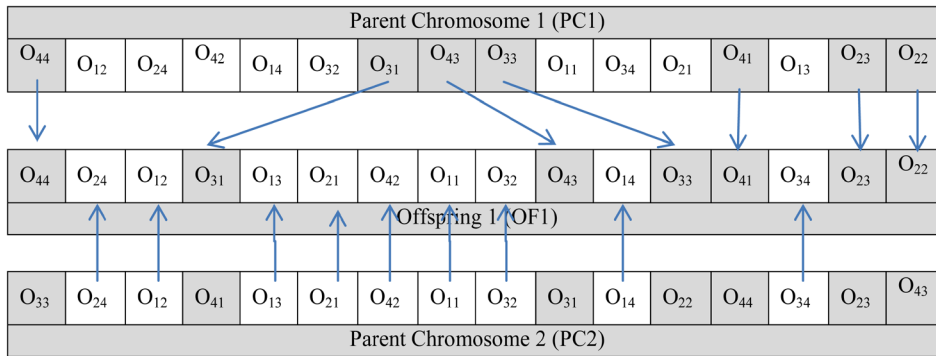 Parent Chromosome 1 (PC1)
O44 O12 O24 O42 O14 O32 O31 O43 O33 O11 O34 O21 O41 O13 O23 O22
O44 O24 O12 O31 O13 O21 O42 O11 O32 O43 O14 O33 O41 O34 O23 O22
Offspring 1 (OF1)
O33 O24 O12 O41 O13 O21 O42 O11 O32 O31 O14 O22 O44 O34 O23 O43
Parent Chromosome 2 (PC2)